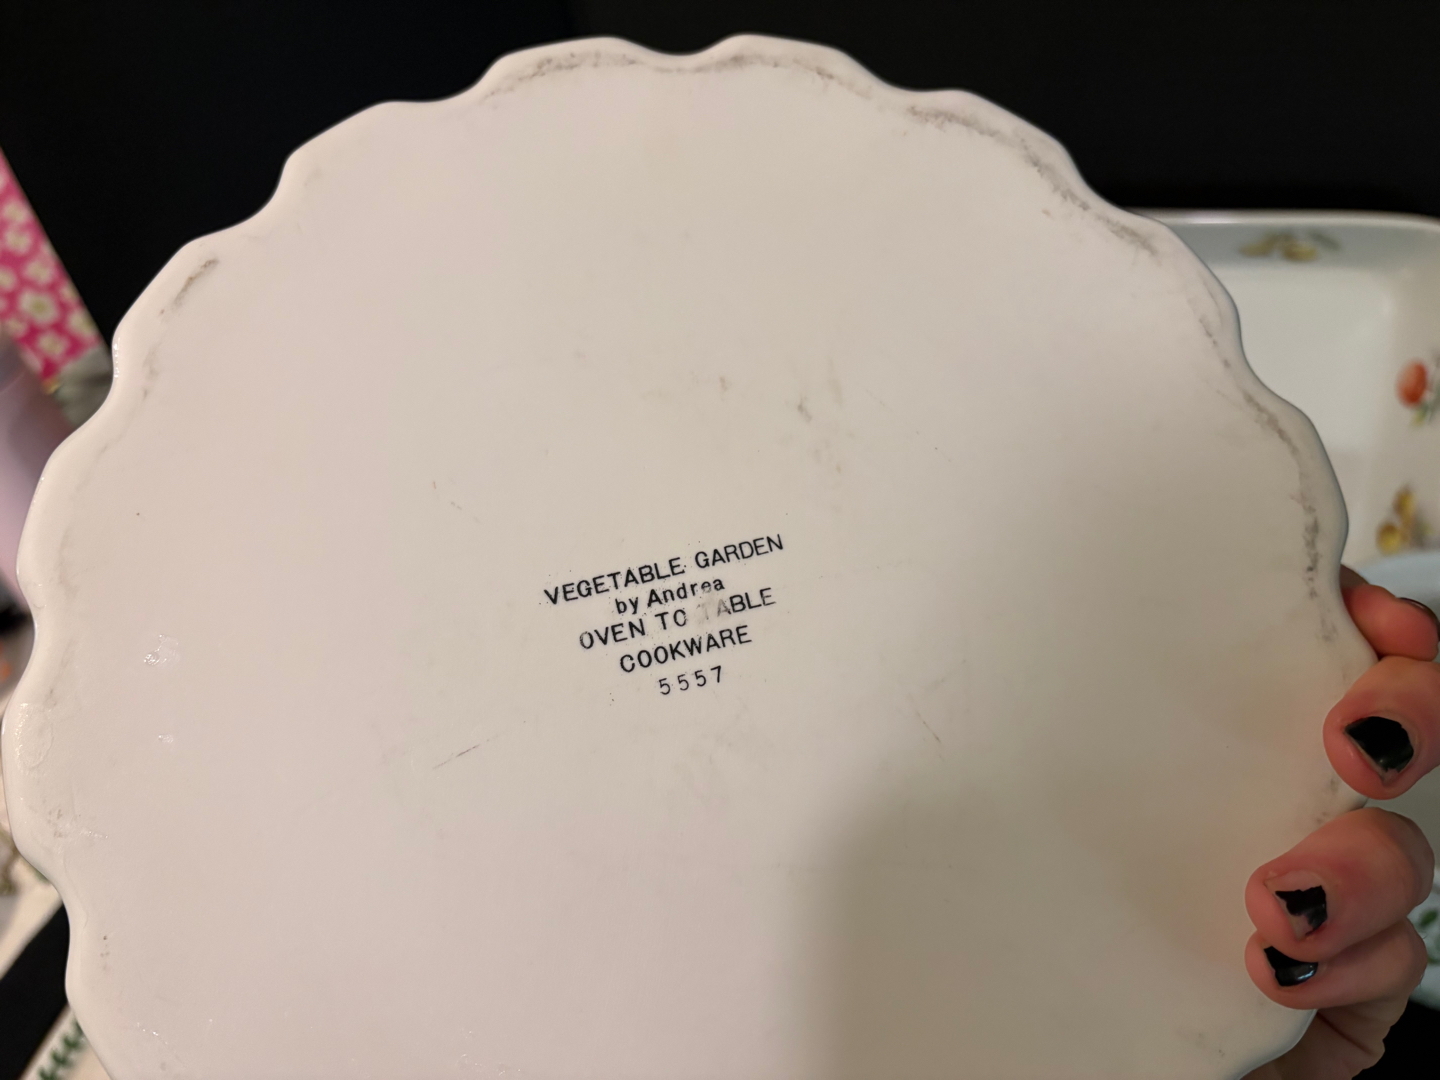 VEGETABLE GARDEN
by Andrea
OVEN TO TABLE
COOKWARE
5557